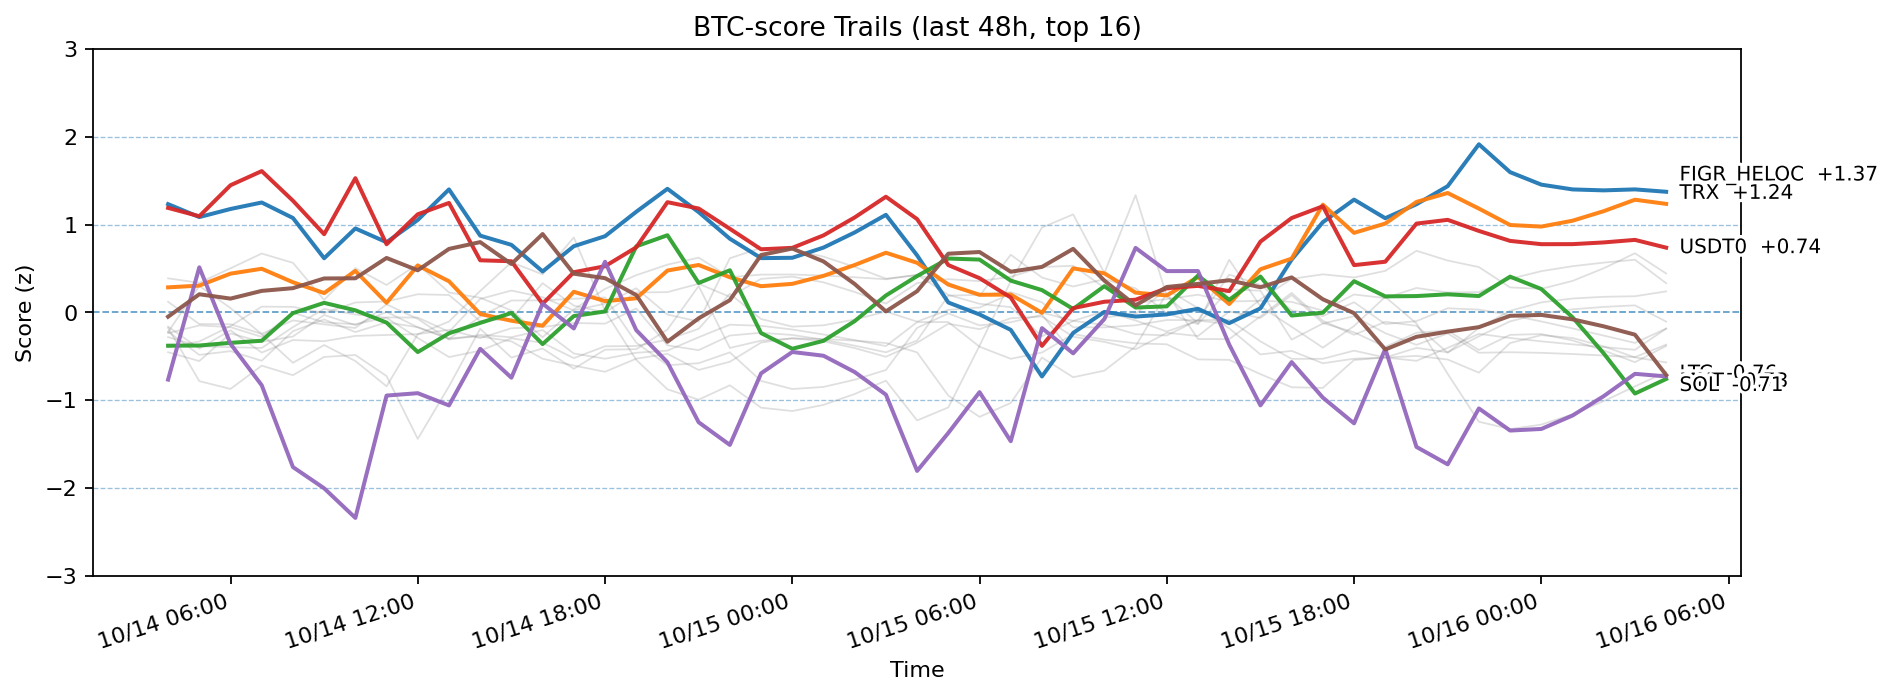 BTC-score Trails (last 48h, top 16)
Score (z)
3
2
1
0
−1
−2
−3
FIGR_HELOC +1.37
TRX +1.24
USDT0 +0.74
LTC -0.76
SOL -0.71
10/14 06:00
10/14 12:00
10/14 18:00
10/15 00:00
10/15 06:00
10/15 12:00
10/15 18:00
10/16 00:00
10/16 06:00
Time